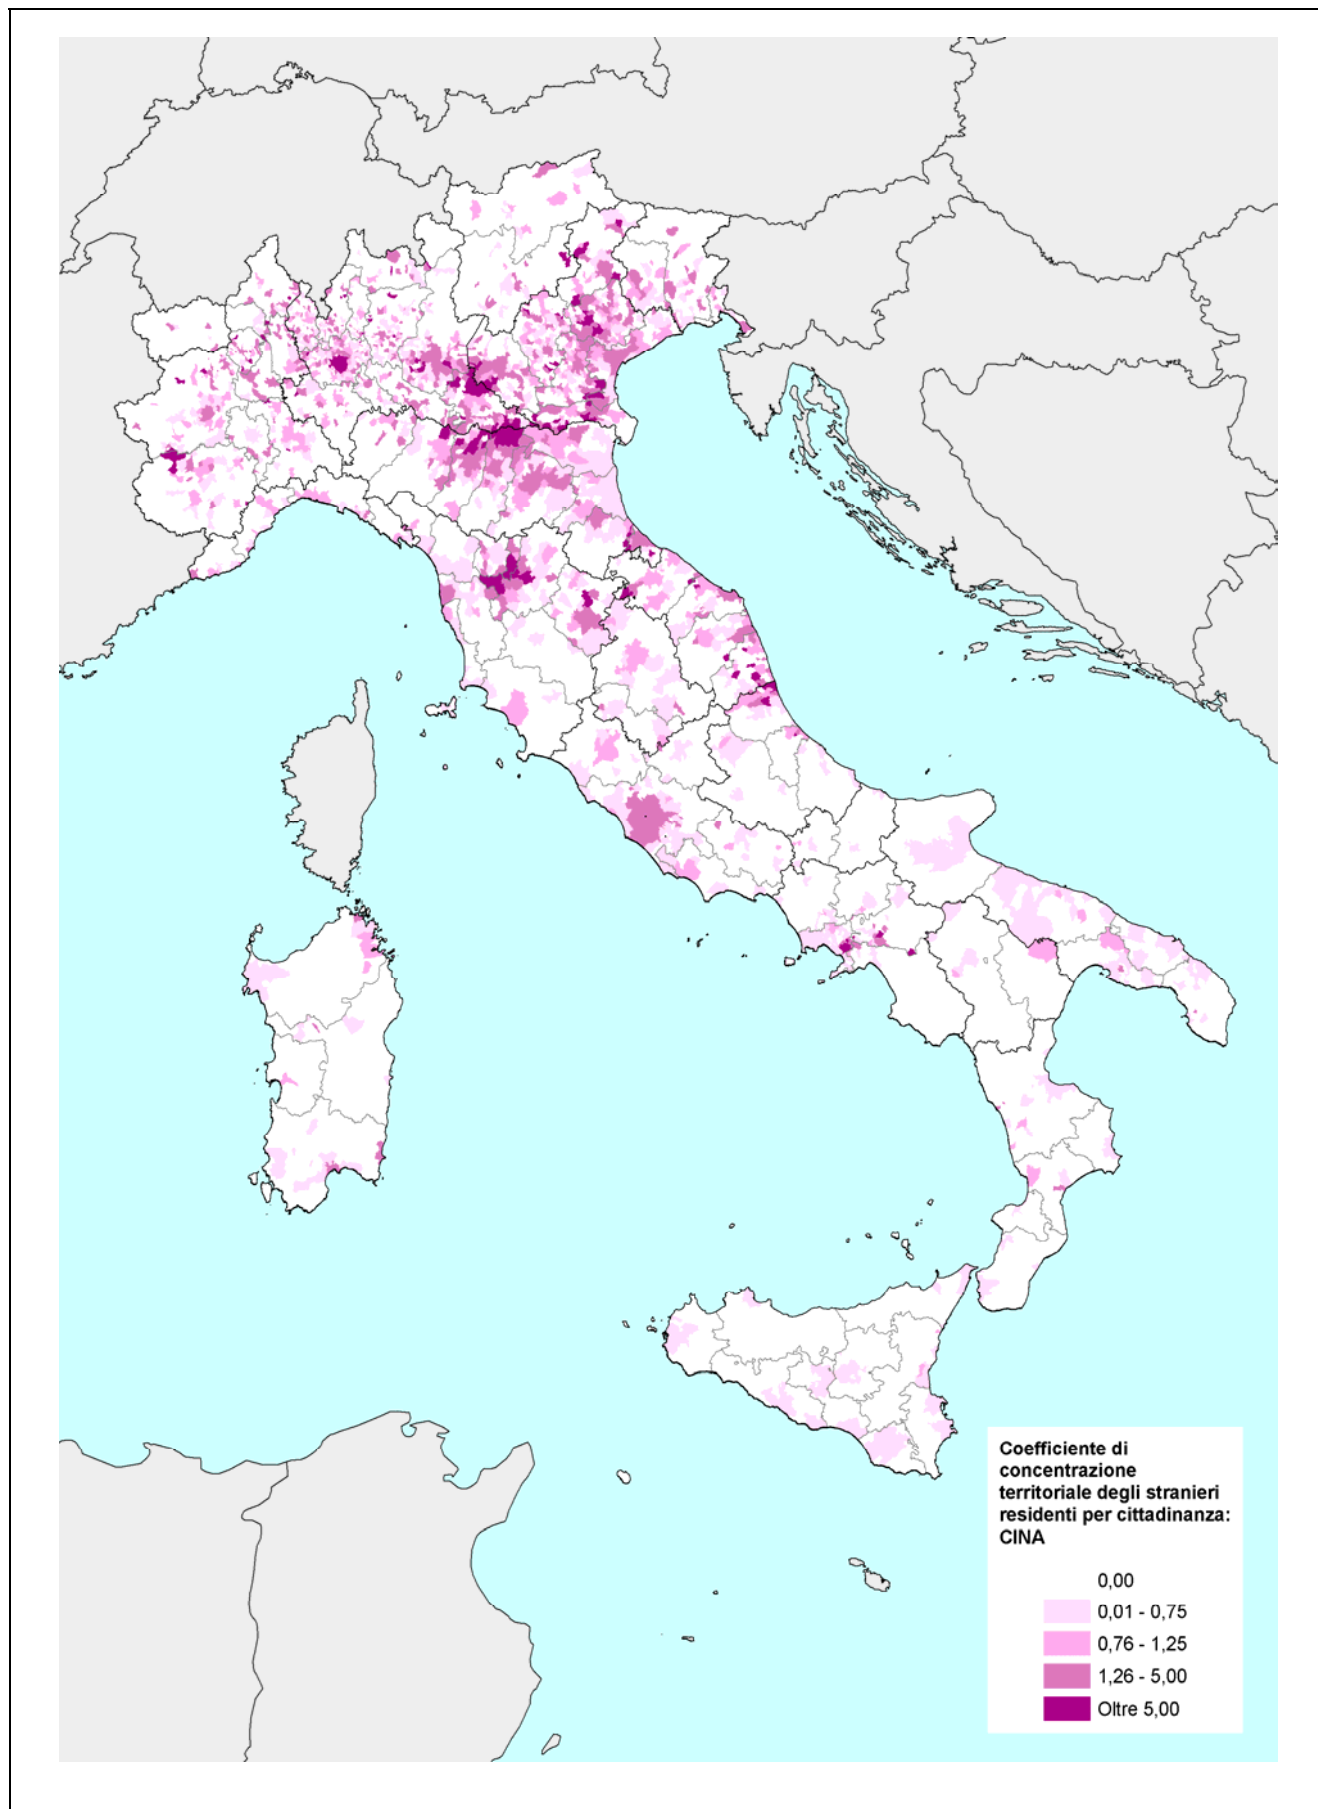 Coefficiente di
concentrazione
territoriale degli stranieri
residenti per cittadinanza:
CINA
0,00
0,01 - 0,75
0,76 - 1,25
1,26 - 5,00
Oltre 5,00